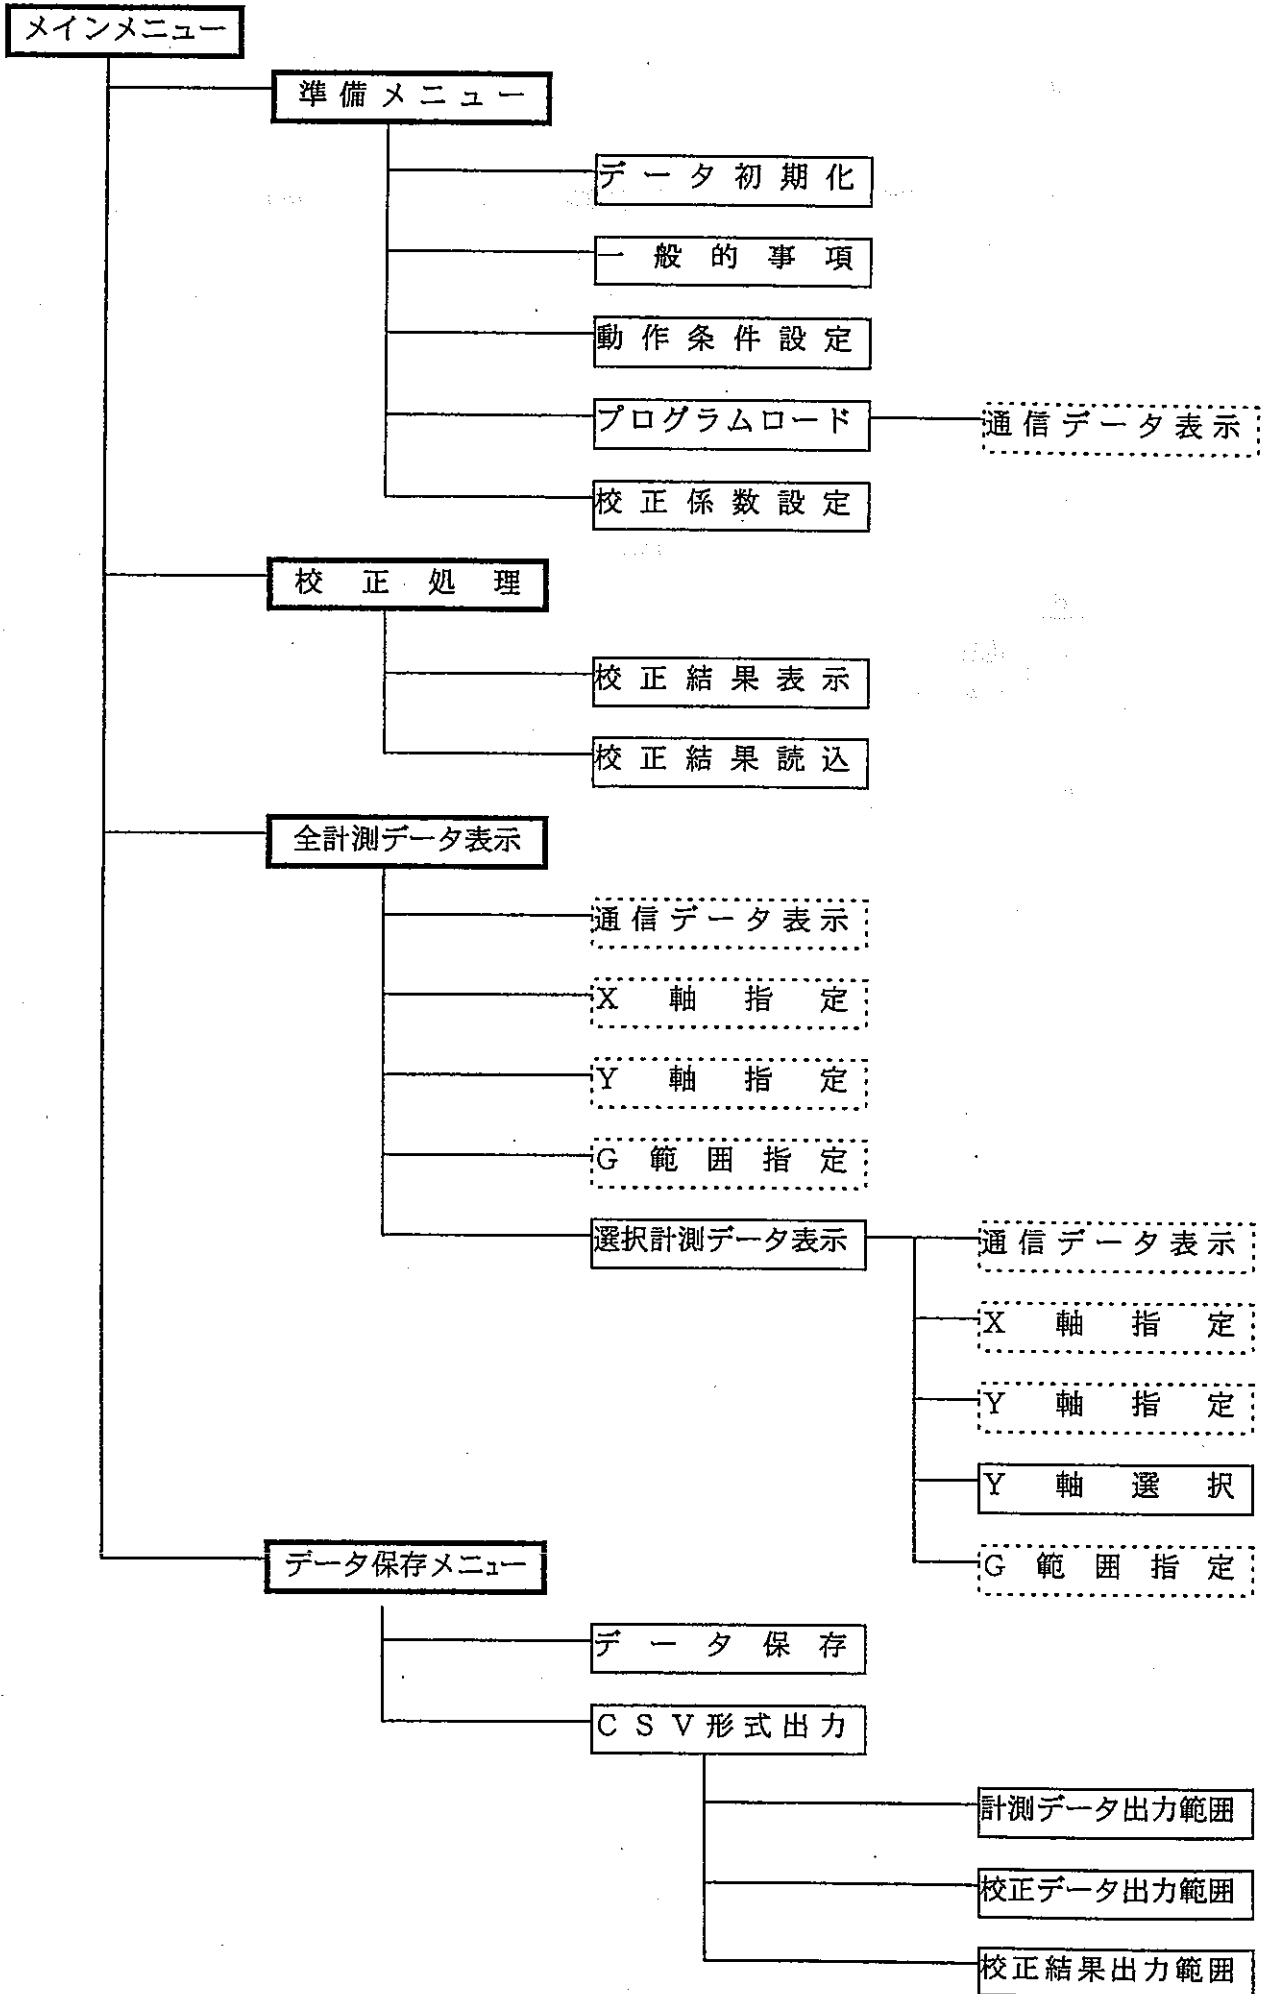 メインメニュー
準備メニュー
データ初期化
一般的事項
動作条件設定
プログラムロード
通信データ表示
校正係数設定
校正処理
校正結果表示
校正結果読込
全計測データ表示
通信データ表示
X軸指定
Y軸指定
G範囲指定
選択計測データ表示
通信データ表示
X軸指定
Y軸指定
Y軸選択
G範囲指定
データ保存メニュー
データ保存
CSV形式出力
計測データ出力範囲
校正データ出力範囲
校正結果出力範囲